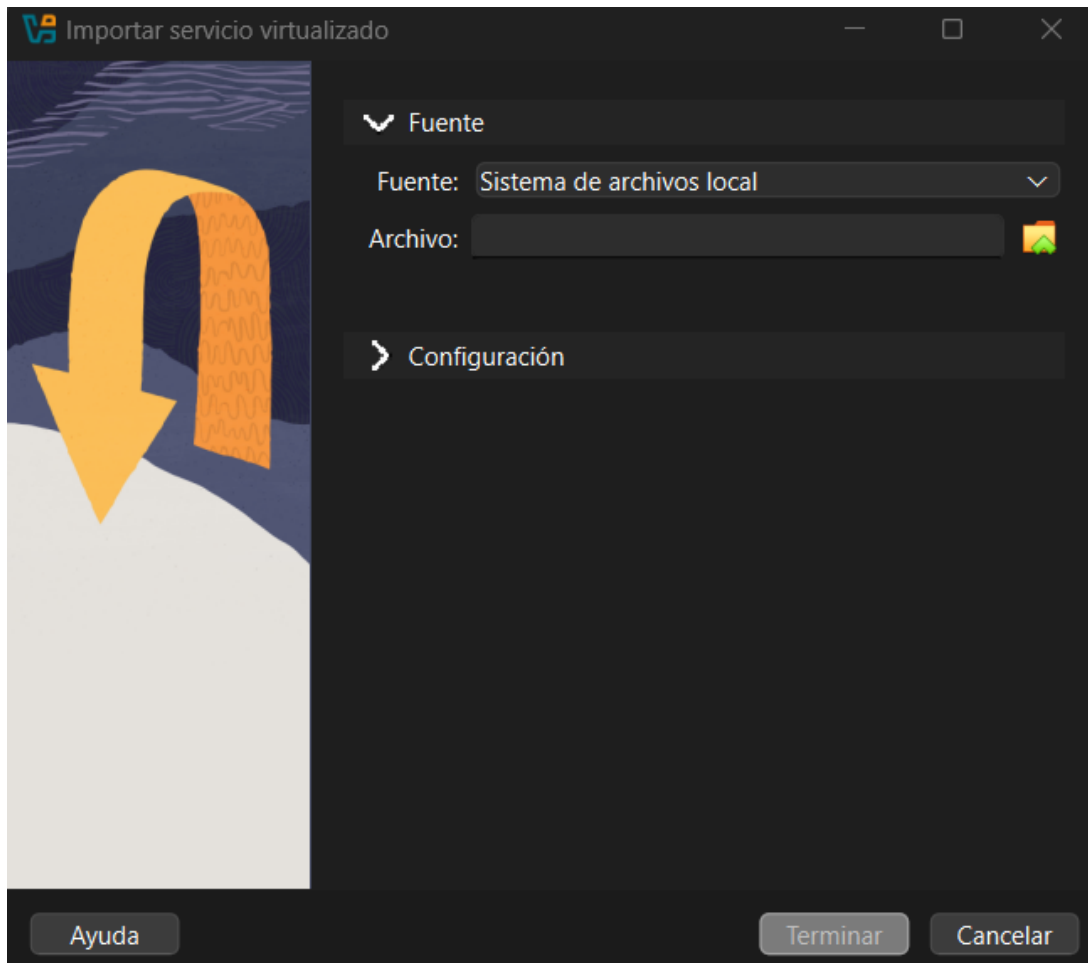 Importar servicio virtualizado
Fuente
Fuente: Sistema de archivos local
Archivo:
Configuración
Ayuda
Terminar
Cancelar